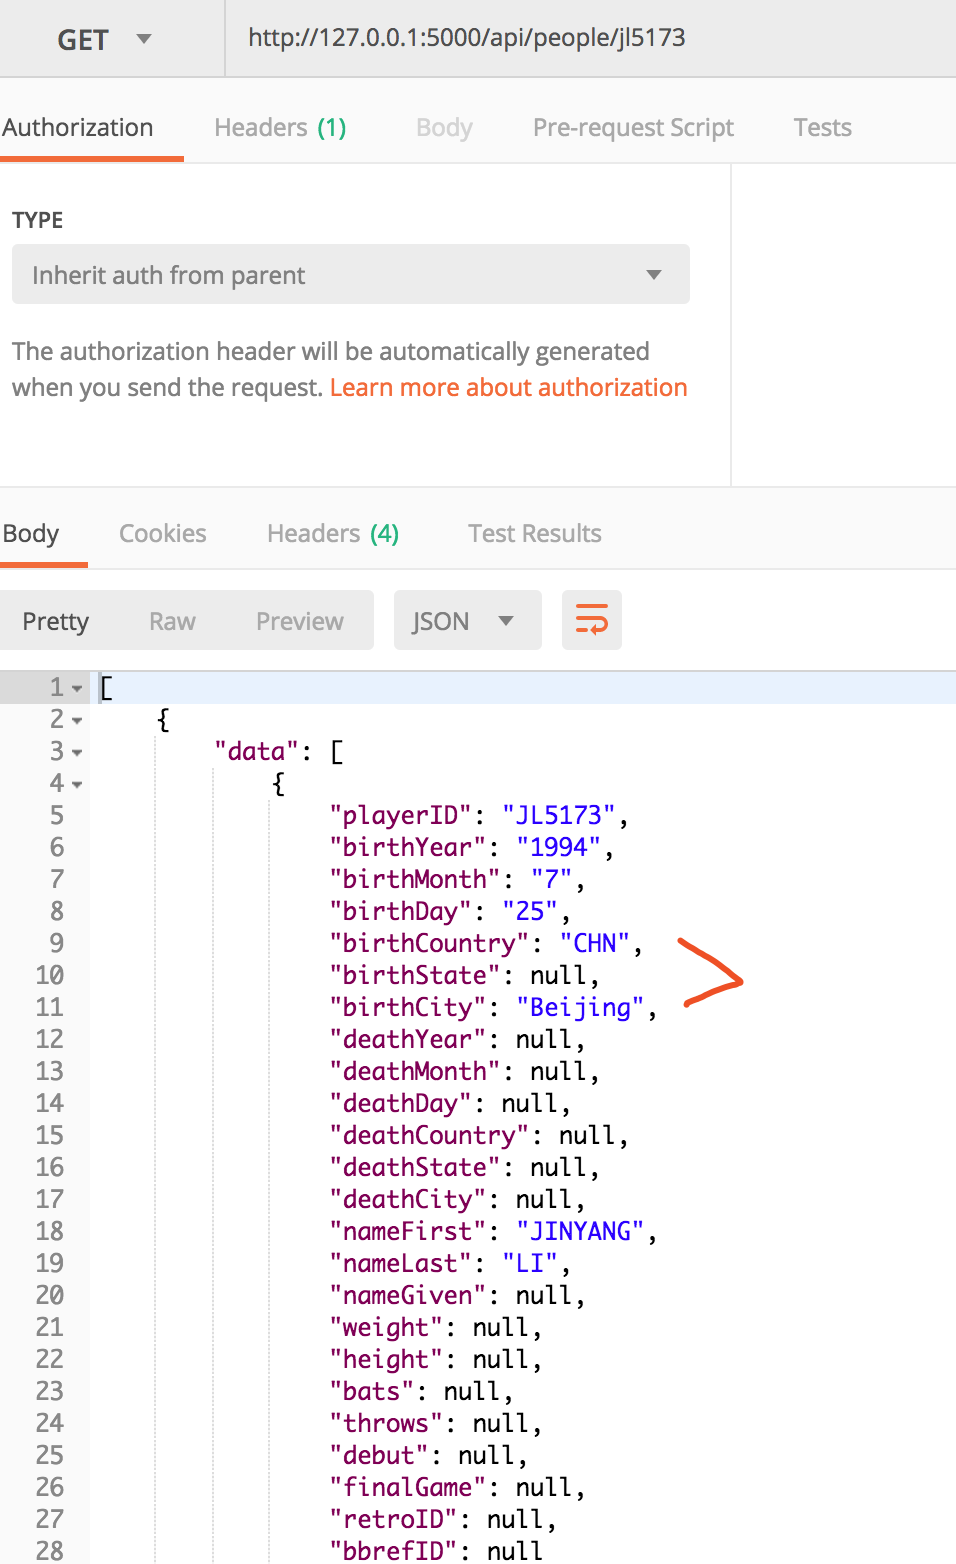 GET http://127.0.0.1:5000/api/people/jl5173
Authorization Headers (1) Body Pre-request Script Tests
TYPE
Inherit auth from parent
The authorization header will be automatically generated
when you send the request. Learn more about authorization
Body Cookies Headers (4) Test Results
Pretty Raw Preview JSON
1 [
2 {
3 "data": [
4 {
5 "playerID": "JL5173",
6 "birthYear": "1994",
7 "birthMonth": "7",
8 "birthDay": "25",
9 "birthCountry": "CHN",
10 "birthState": null,
11 "birthCity": "Beijing",
12 "deathYear": null,
13 "deathMonth": null,
14 "deathDay": null,
15 "deathCountry": null,
16 "deathState": null,
17 "deathCity": null,
18 "nameFirst": "JINYANG",
19 "nameLast": "LI",
20 "nameGiven": null,
21 "weight": null,
22 "height": null,
23 "bats": null,
24 "throws": null,
25 "debut": null,
26 "finalGame": null,
27 "retroID": null,
28 "bbrefID": null